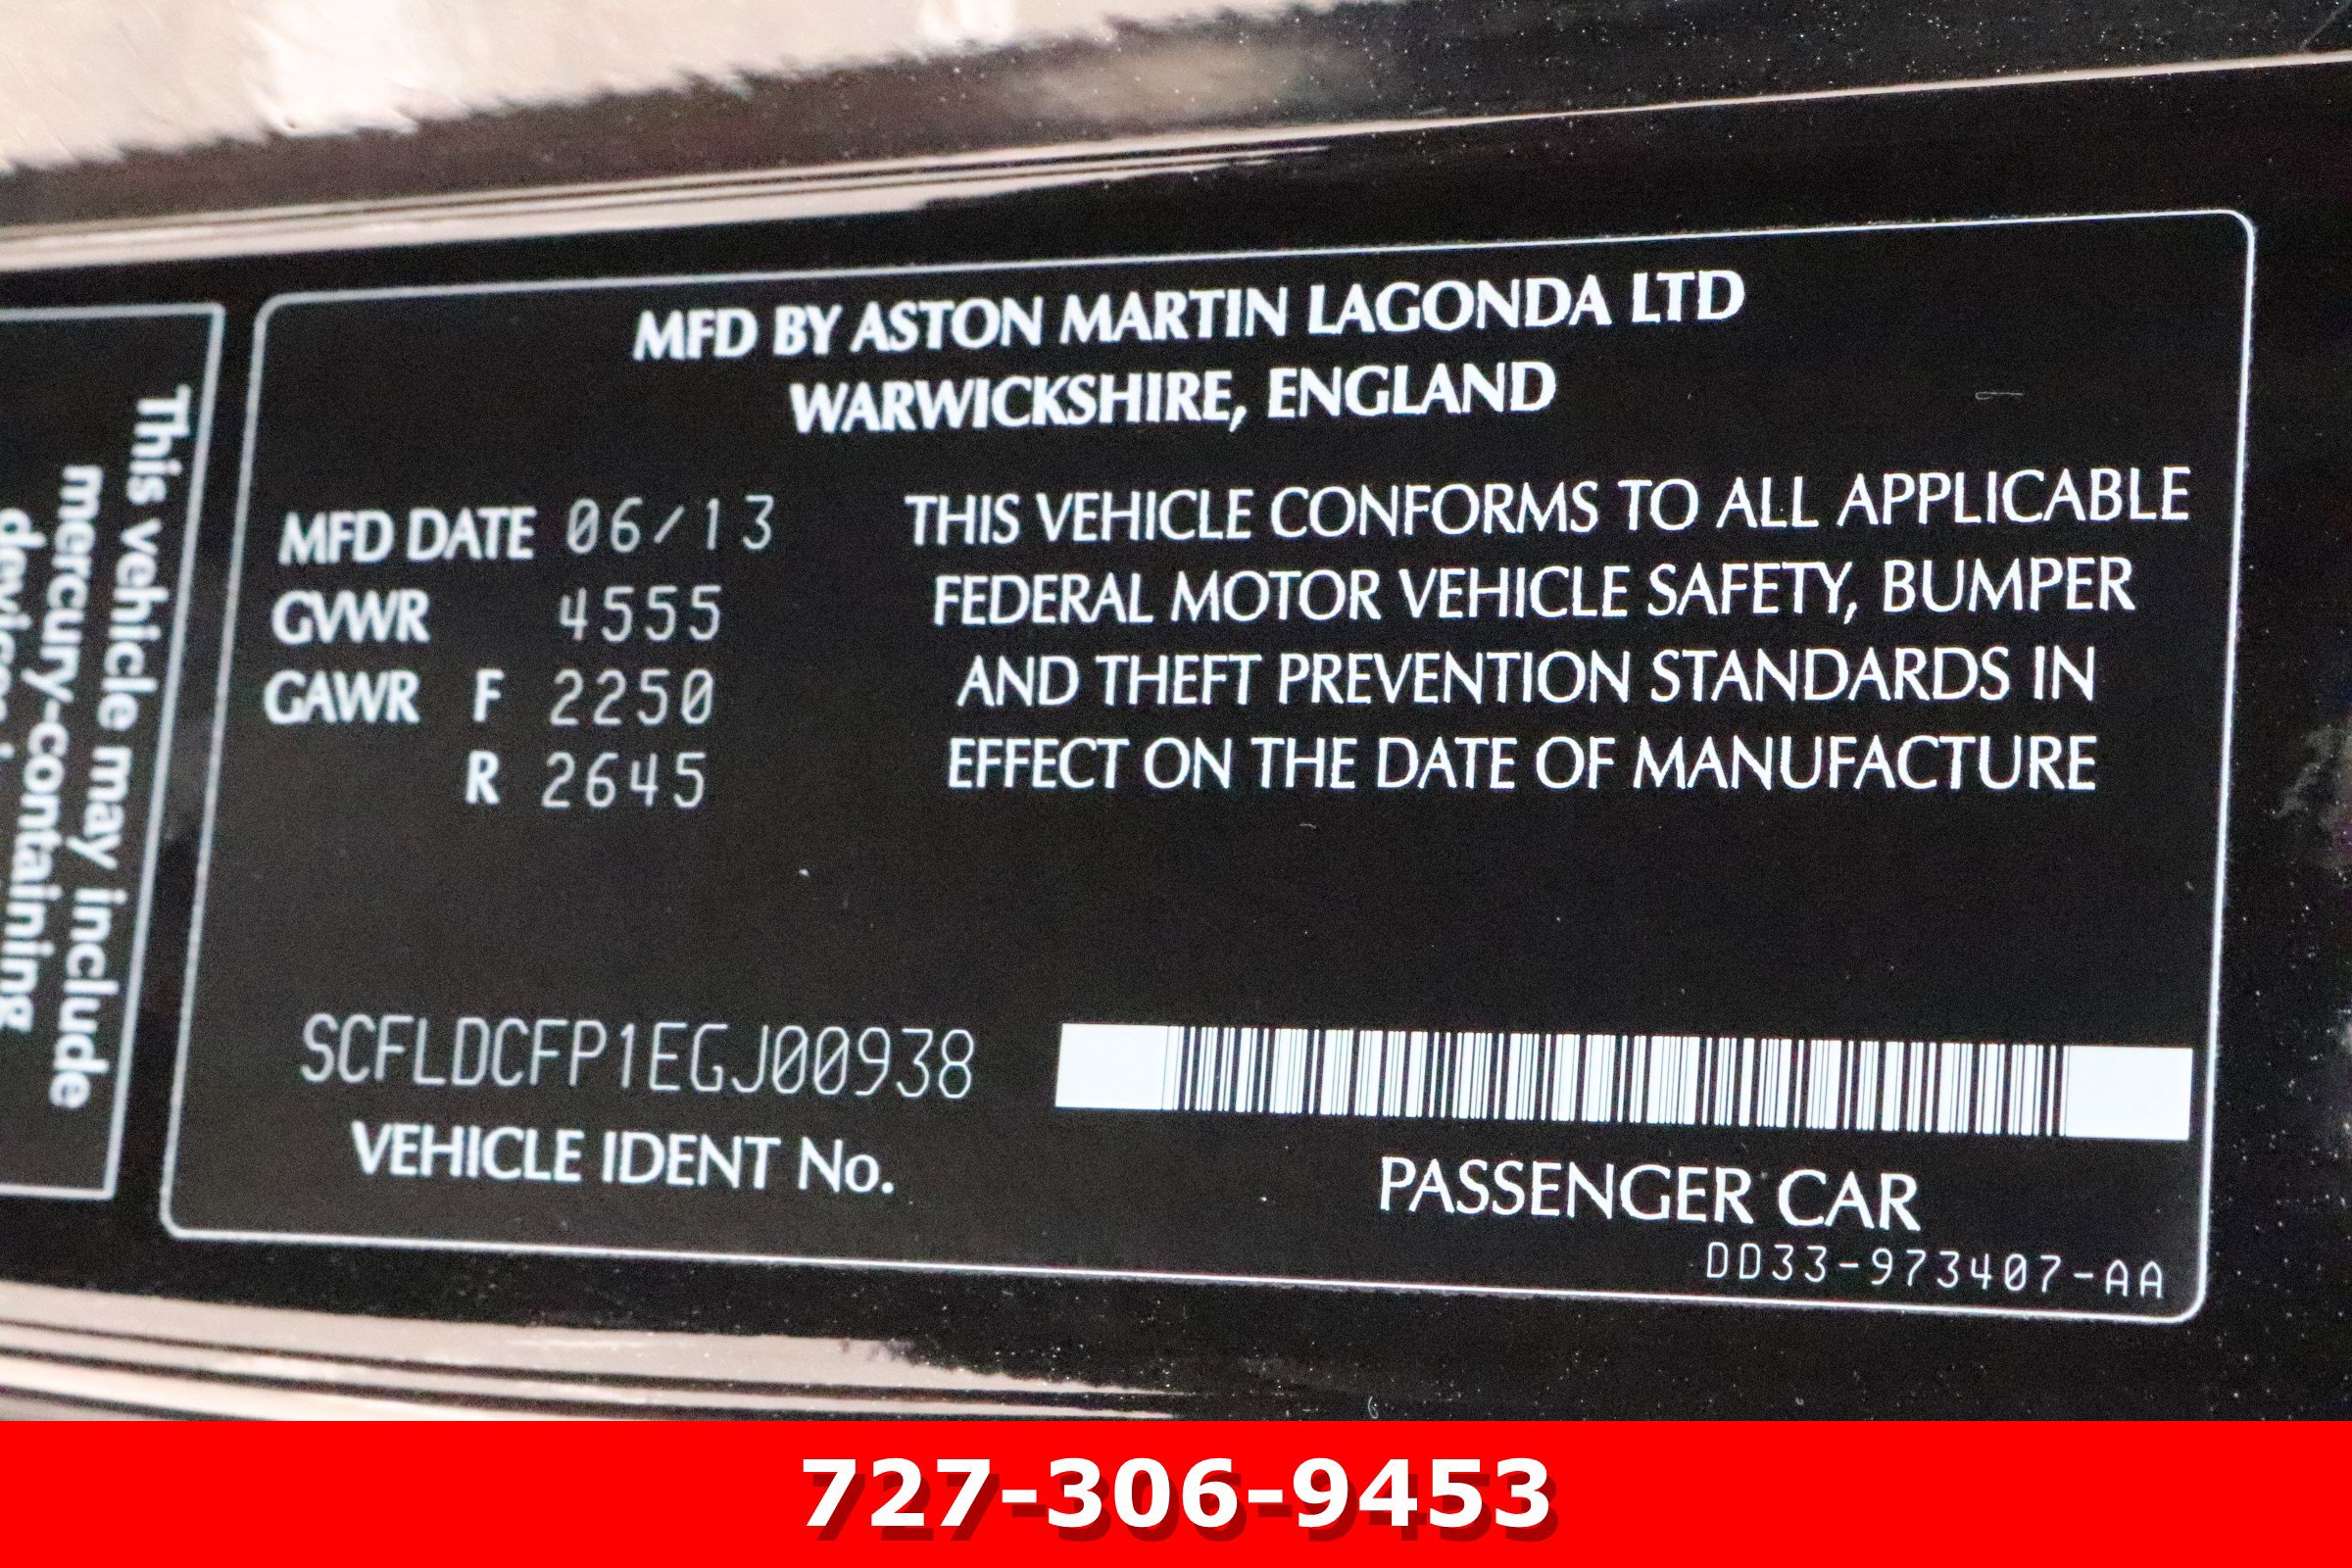 MFD BY ASTON MARTIN LAGONDA LTD
WARWICKSHIRE, ENGLAND
MFD DATE 06/13
GVWR 4555
GAWR F 2250
R 2645
THIS VEHICLE CONFORMS TO ALL APPLICABLE
FEDERAL MOTOR VEHICLE SAFETY, BUMPER
AND THEFT PREVENTION STANDARDS IN
EFFECT ON THE DATE OF MANUFACTURE
SCFLDCFP1EGJ00938
VEHICLE IDENT No.
PASSENGER CAR
DD33-973407-AA
This vehicle may include
mercury-containing
727-306-9453